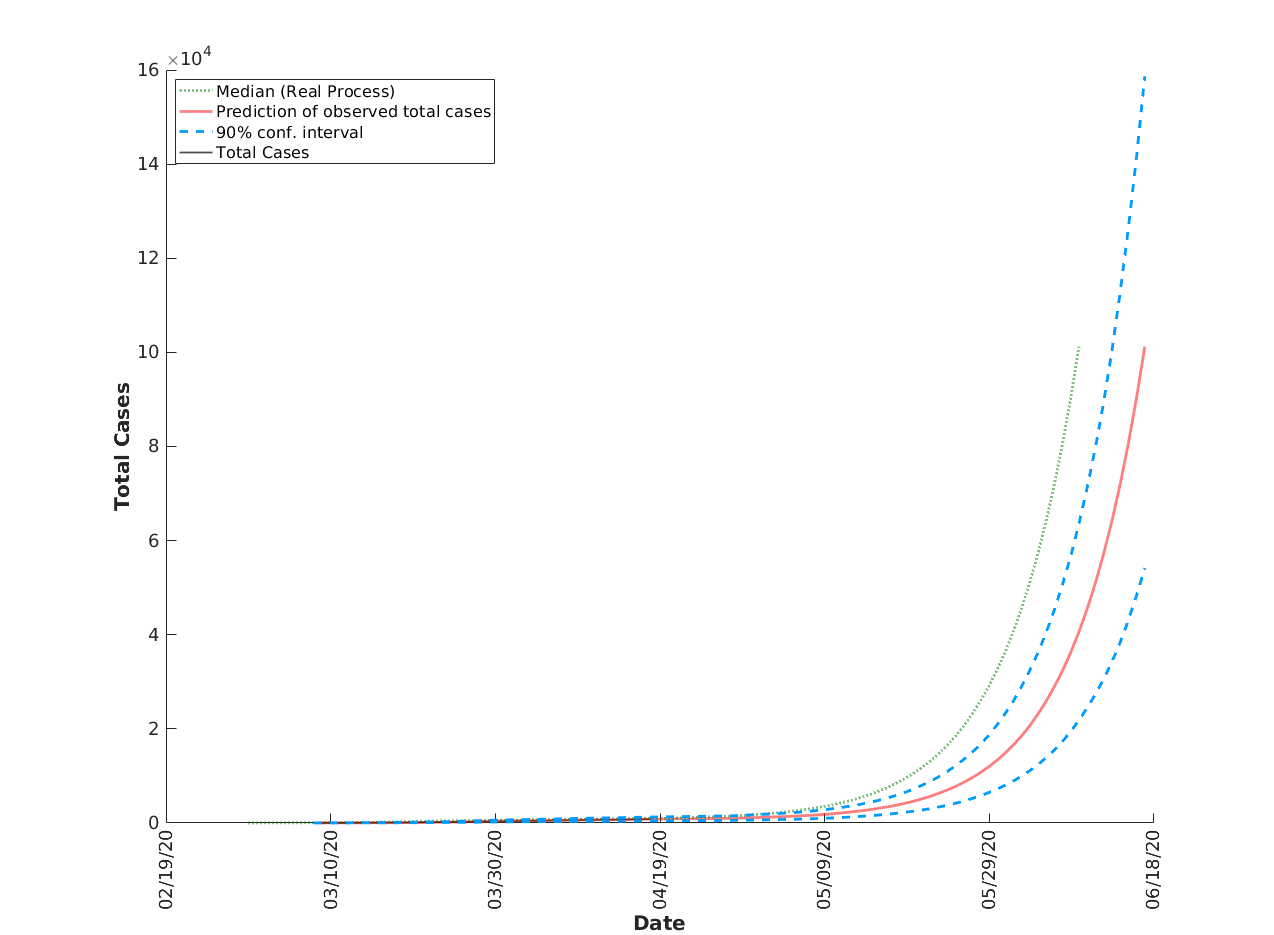 ×10⁴
16
14
12
10
8
6
4
2
0
Median (Real Process)
Prediction of observed total cases
90% conf. interval
Total Cases
Total Cases
02/19/20
03/10/20
03/30/20
04/19/20
05/09/20
05/29/20
06/18/20
Date